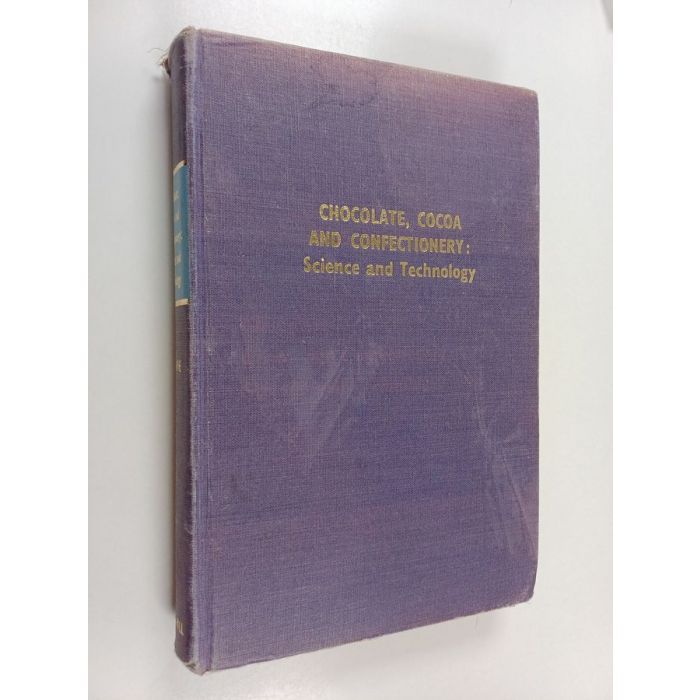 CHOCOLATE, COCOA
AND CONFECTIONERY:
Science and Technology